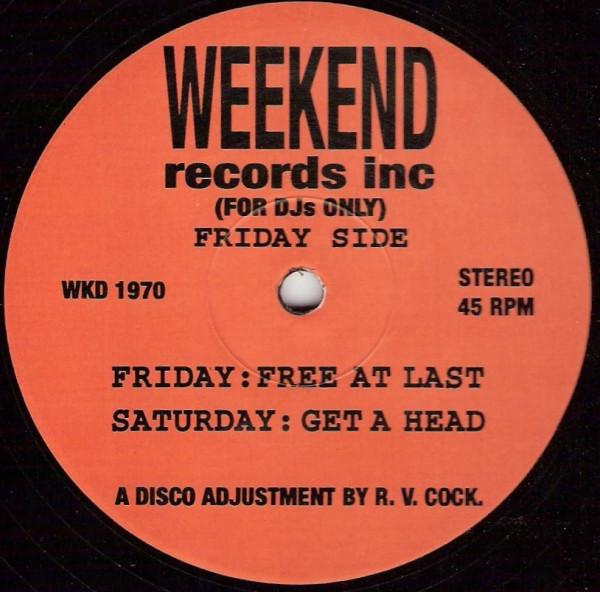 WEEKEND
records inc
(FOR DJs ONLY)
FRIDAY SIDE
WKD 1970
STEREO
45 RPM
FRIDAY: FREE AT LAST
SATURDAY: GET A HEAD
A DISCO ADJUSTMENT BY R. V. COCK.